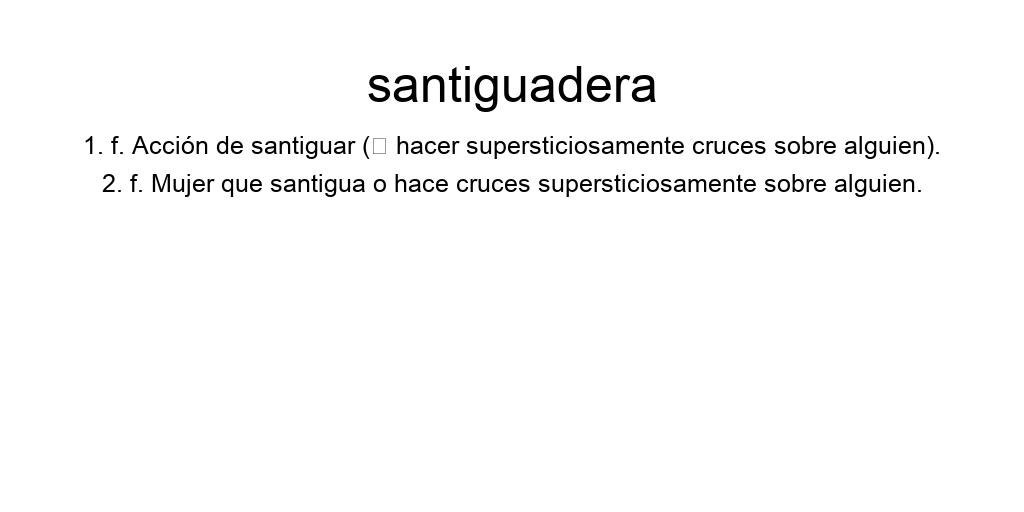 santiguadera
1. f. Acción de santiguar (□ hacer supersticiosamente cruces sobre alguien).
2. f. Mujer que santigua o hace cruces supersticiosamente sobre alguien.